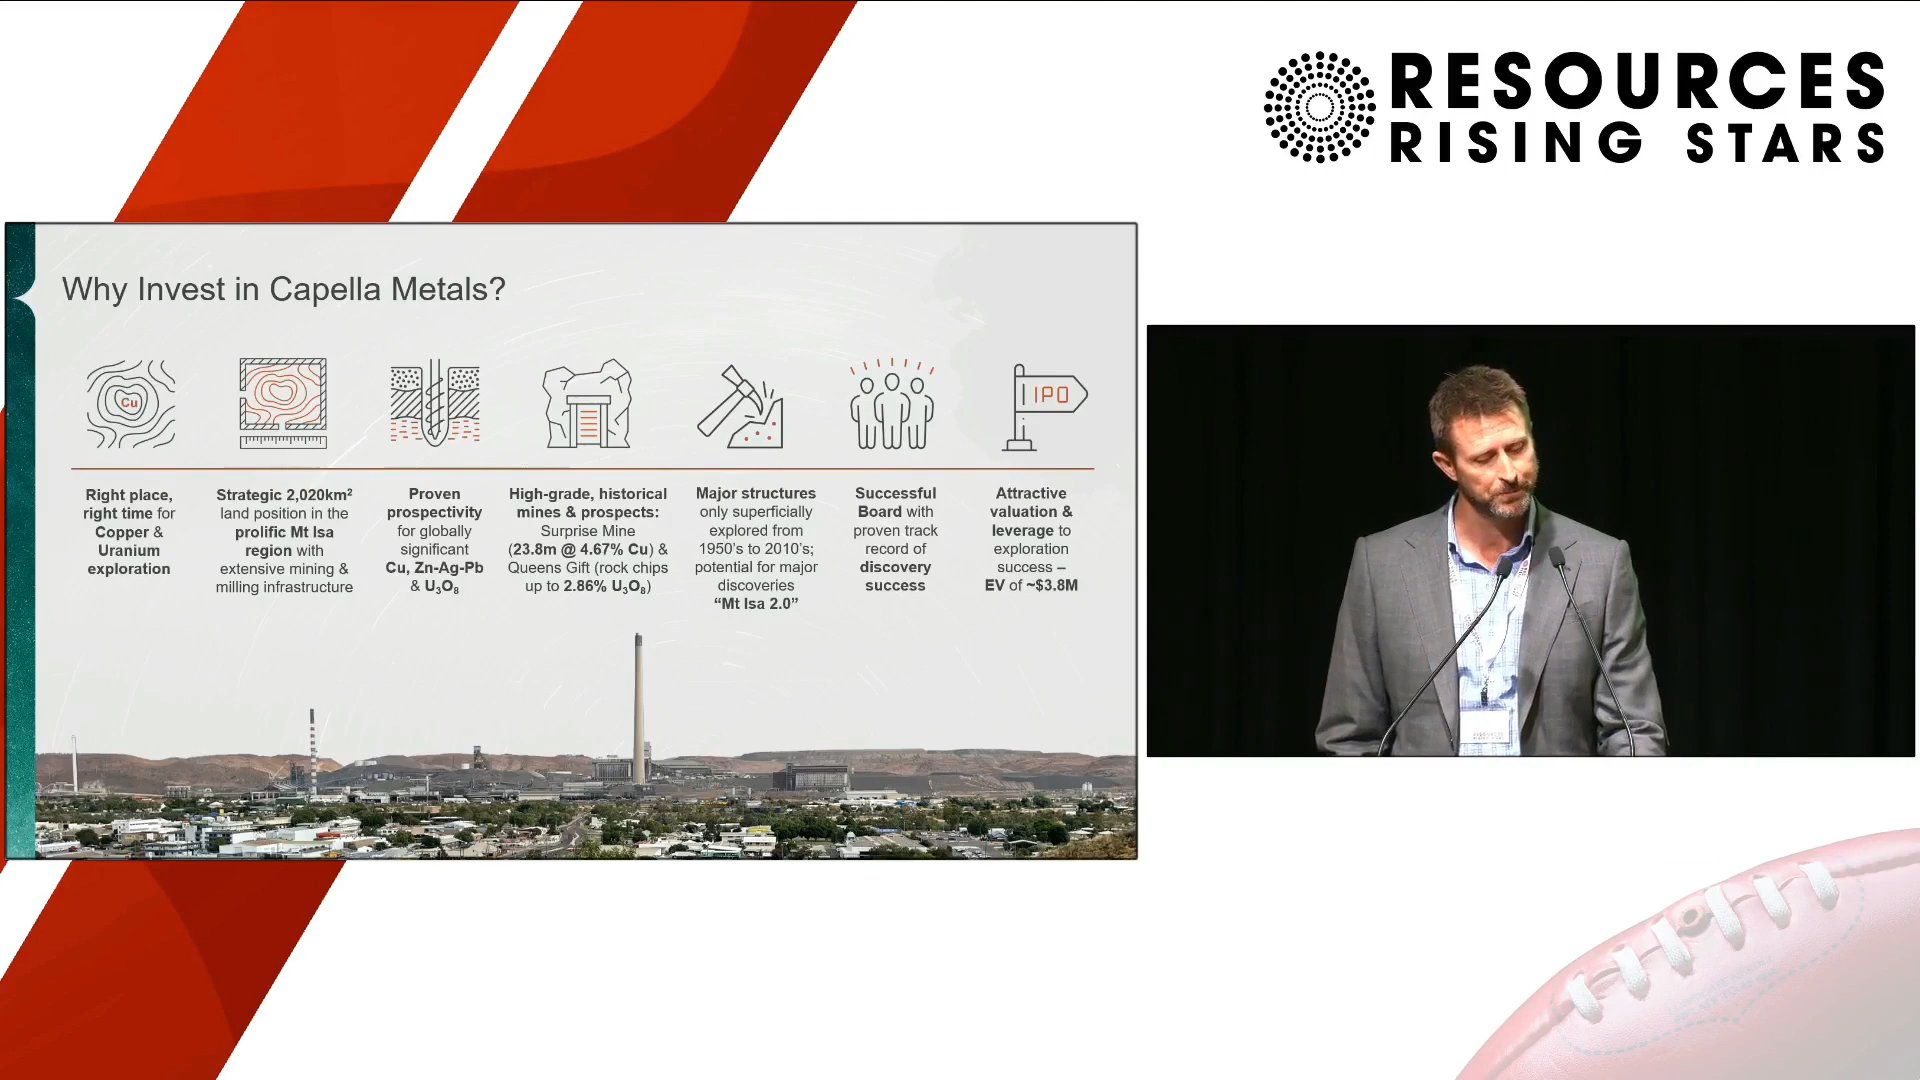 RESOURCES
RISING STARS
Why Invest in Capella Metals?
Cu
IPO
Right place,
right time for
Copper &
Uranium
exploration
Strategic 2,020km²
land position in the
prolific Mt Isa
region with
extensive mining &
milling infrastructure
Proven
prospectivity
for globally
significant
Cu, Zn-Ag-Pb
& U₃O₈
High-grade, historical
mines & prospects:
Surprise Mine
(23.8m @ 4.67% Cu) &
Queens Gift (rock chips
up to 2.86% U₃O₈)
Major structures
only superficially
explored from
1950's to 2010's;
potential for major
discoveries
“Mt Isa 2.0”
Successful
Board with
proven track
record of
discovery
success
Attractive
valuation &
leverage to
exploration
success –
EV of ~$3.8M